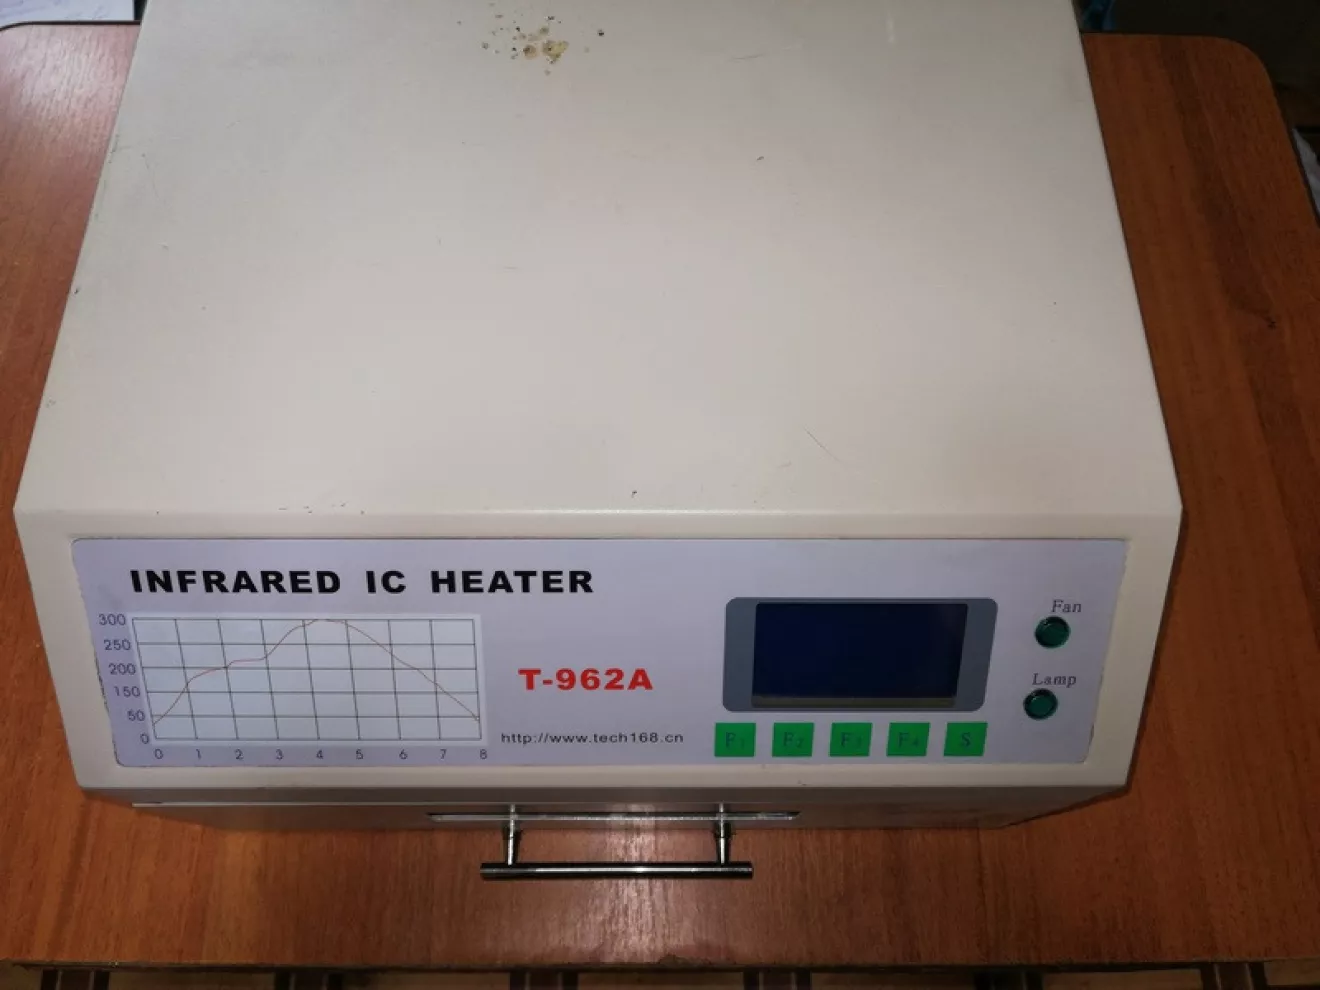 INFRARED IC HEATER
300
250
200
150
50
0
0 1 2 3 4 5 6 7 8
T-962A
http://www.tech168.cn
Fan
Lamp
F1 F2 F3 F4 S